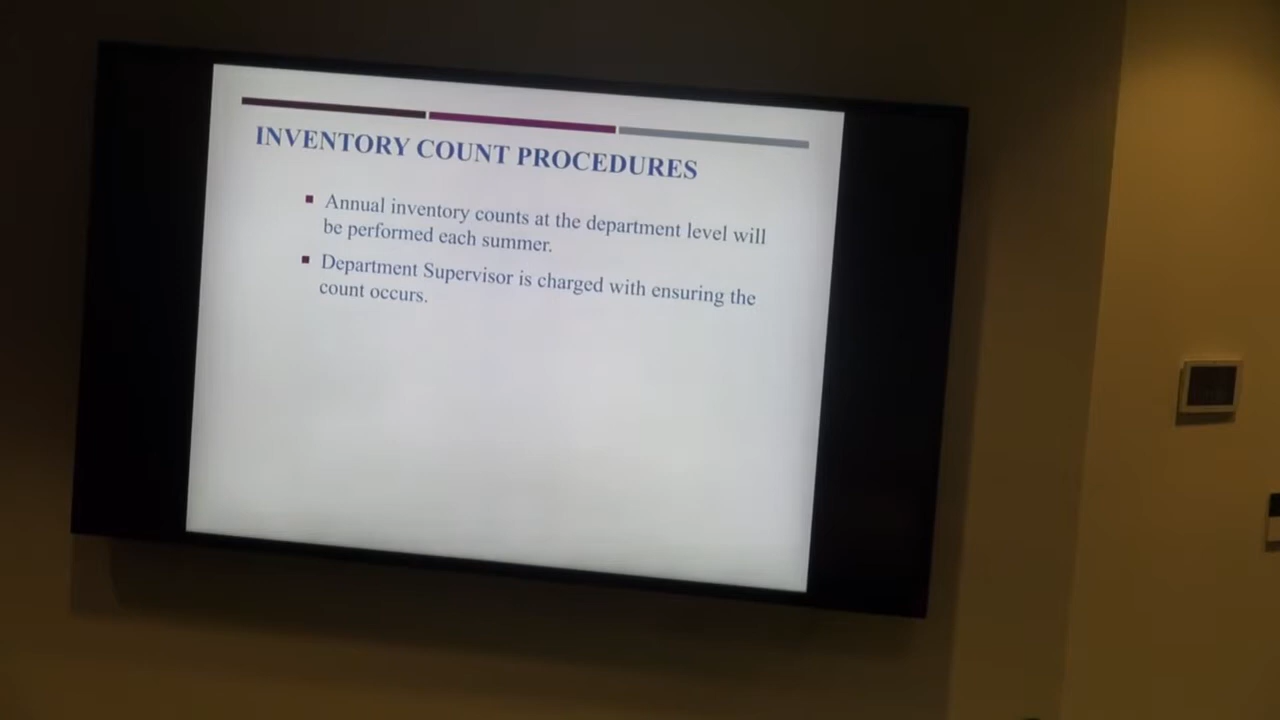 INVENTORY COUNT PROCEDURES
Annual inventory counts at the department level will
be performed each summer.
Department Supervisor is charged with ensuring the
count occurs.